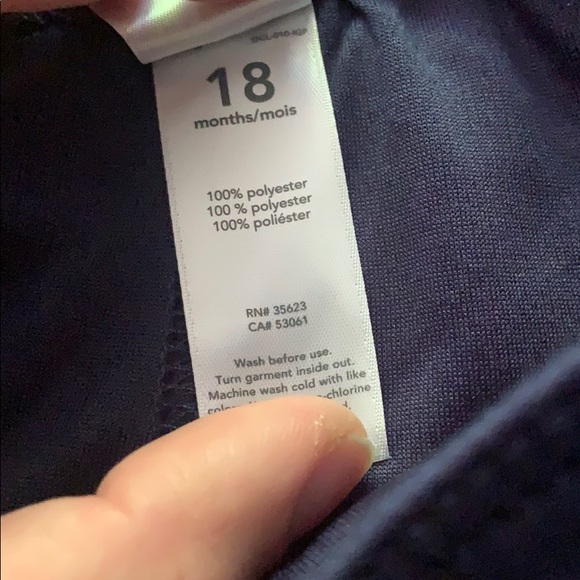 18
months/mois
100% polyester
100 % polyester
100% poliéster
RN# 35623
CA# 53061
Wash before use.
Turn garment inside out.
Machine wash cold with like